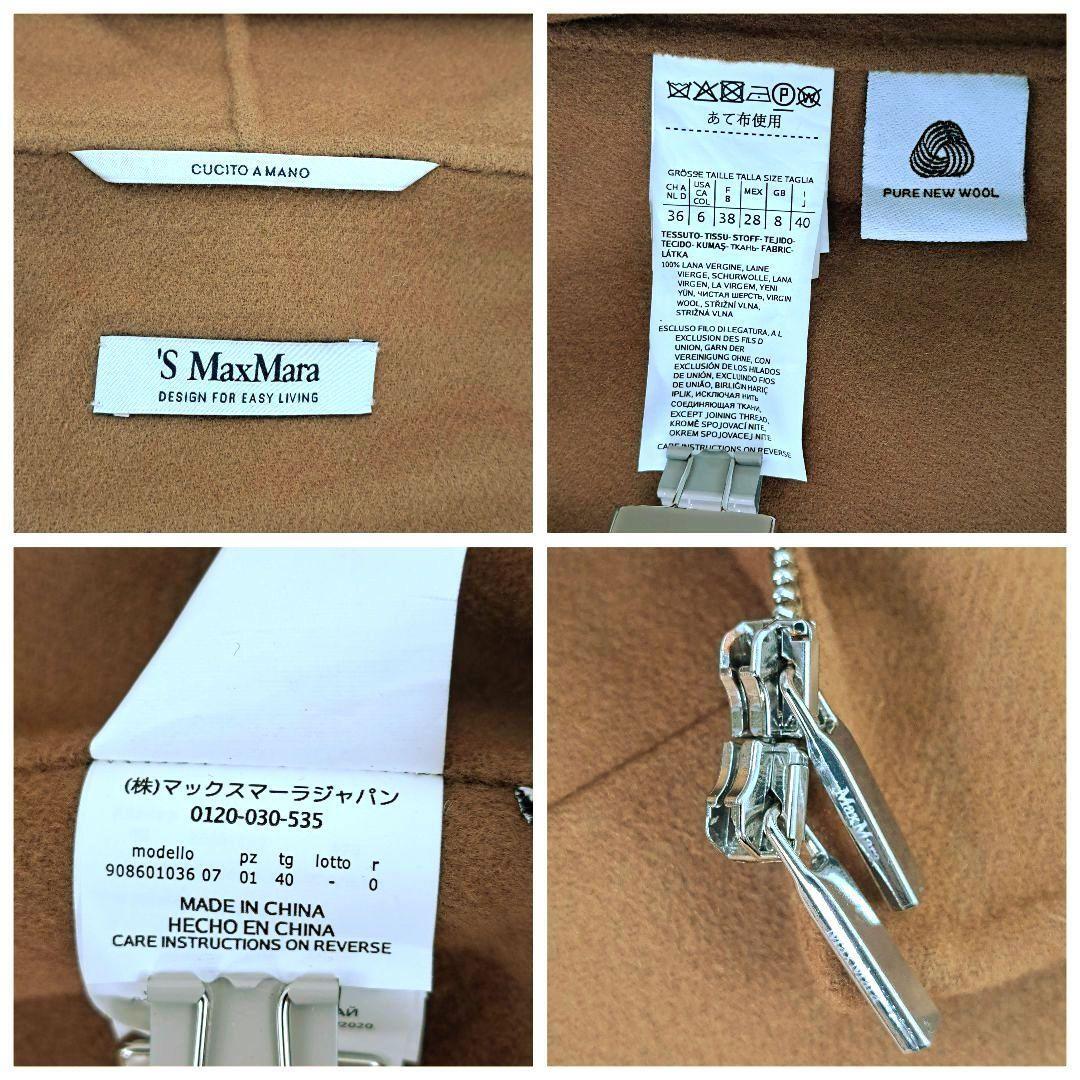 CUCITO A MANO
'S MaxMara
DESIGN FOR EASY LIVING
P W
あて布使用
GRÖSSE TAILLE TALLA SIZE TAGLIA
CH A NL D USA CA COL F B MEX GB I J
36 6 38 28 8 40
TESSUTO- TISSU- STOFF- TEJIDO-
TECIDO- KUMAŞ- ТКАНЬ- FABRIC-
LÁTKA
100% LANA VERGINE, LAINE
VIERGE, SCHURWOLLE, LANA
VIRGEN, LA VIRGEM, YENI
YÜN, ЧИСТАЯ ШЕРСТЬ, VIRGIN
WOOL, STŘIŽNÍ VLNA,
STRIŽNÁ VLNA
ESCLUSO FILO DI LEGATURA, A L
EXCLUSION DES FILS D
UNION, GARN DER
VEREINIGUNG OHNE, CON
EXCLUSIÓN DE LOS HILADOS
DE UNIÓN, EXCLUINDO FIOS
DE UNIÃO, BIRLIĞIN HARIÇ
IPLIK, ИСКЛЮЧАЯ НИТЬ
СОЕДИНЯЮЩАЯ ТКАНИ,
EXCEPT JOINING THREAD,
KROMĚ SPOJOVACÍ NITE,
OKREM SPOJOVACEJ NITE
CARE INSTRUCTIONS ON REVERSE
PURE NEW WOOL
(株)マックスマーラジャパン
0120-030-535
modello pz tg lotto r
908601036 07 01 40 - 0
MADE IN CHINA
HECHO EN CHINA
CARE INSTRUCTIONS ON REVERSE
2020
MaxMara
MaxMara